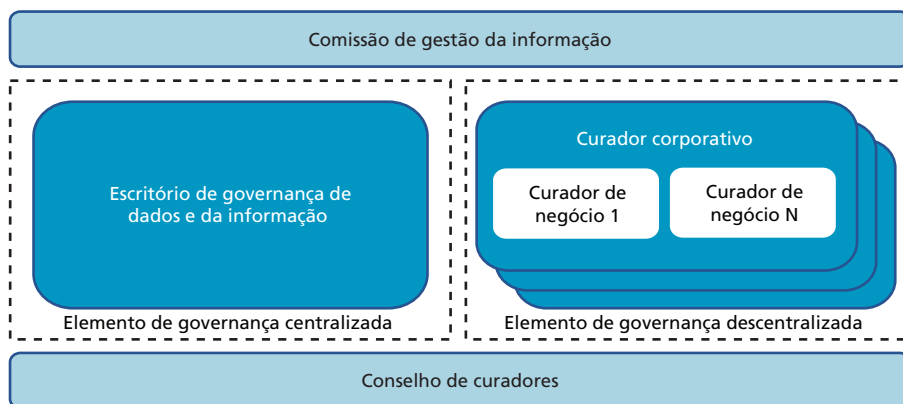 Comissão de gestão da informação
Escritório de governança de
dados e da informação
Elemento de governança centralizada
Curador corporativo
Curador de
negócio 1
Curador de
negócio N
Elemento de governança descentralizada
Conselho de curadores